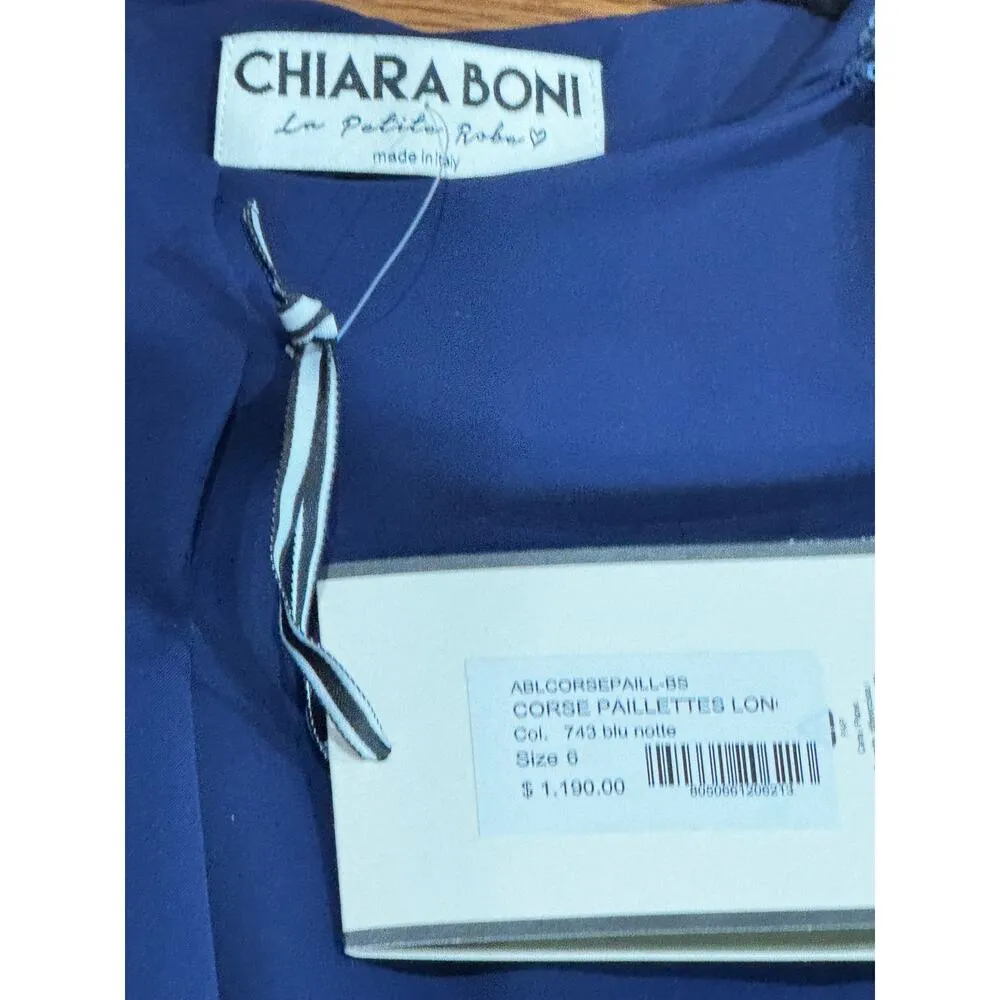 CHIARA BONI
La Petite Robe
made in Italy
ABLCORSEPAILL-BS
CORSE PAILLETTES LON
Col. 743 blu notte
Size 6
$ 1.190.00
8050661206213